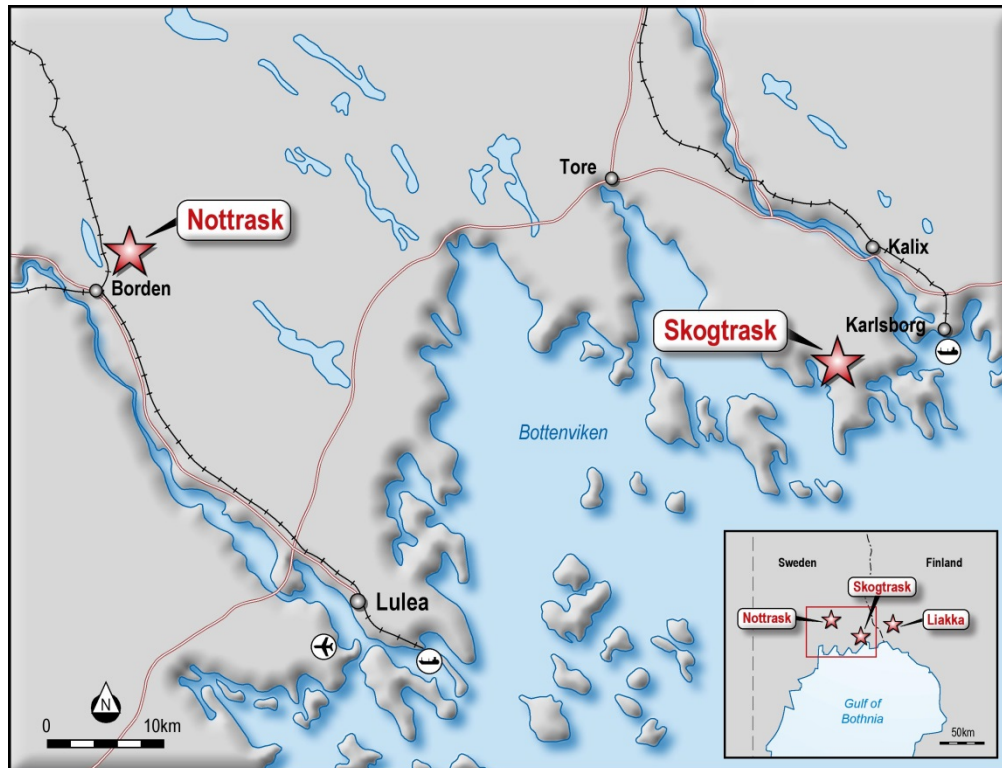 Tore
Nottrask
Kalix
Borden
Skogtrask
Karlsborg
Bottenviken
Lulea
N
0 10km
Sweden
Finland
Skogtrask
Nottrask
Liakka
Gulf of
Bothnia
50km